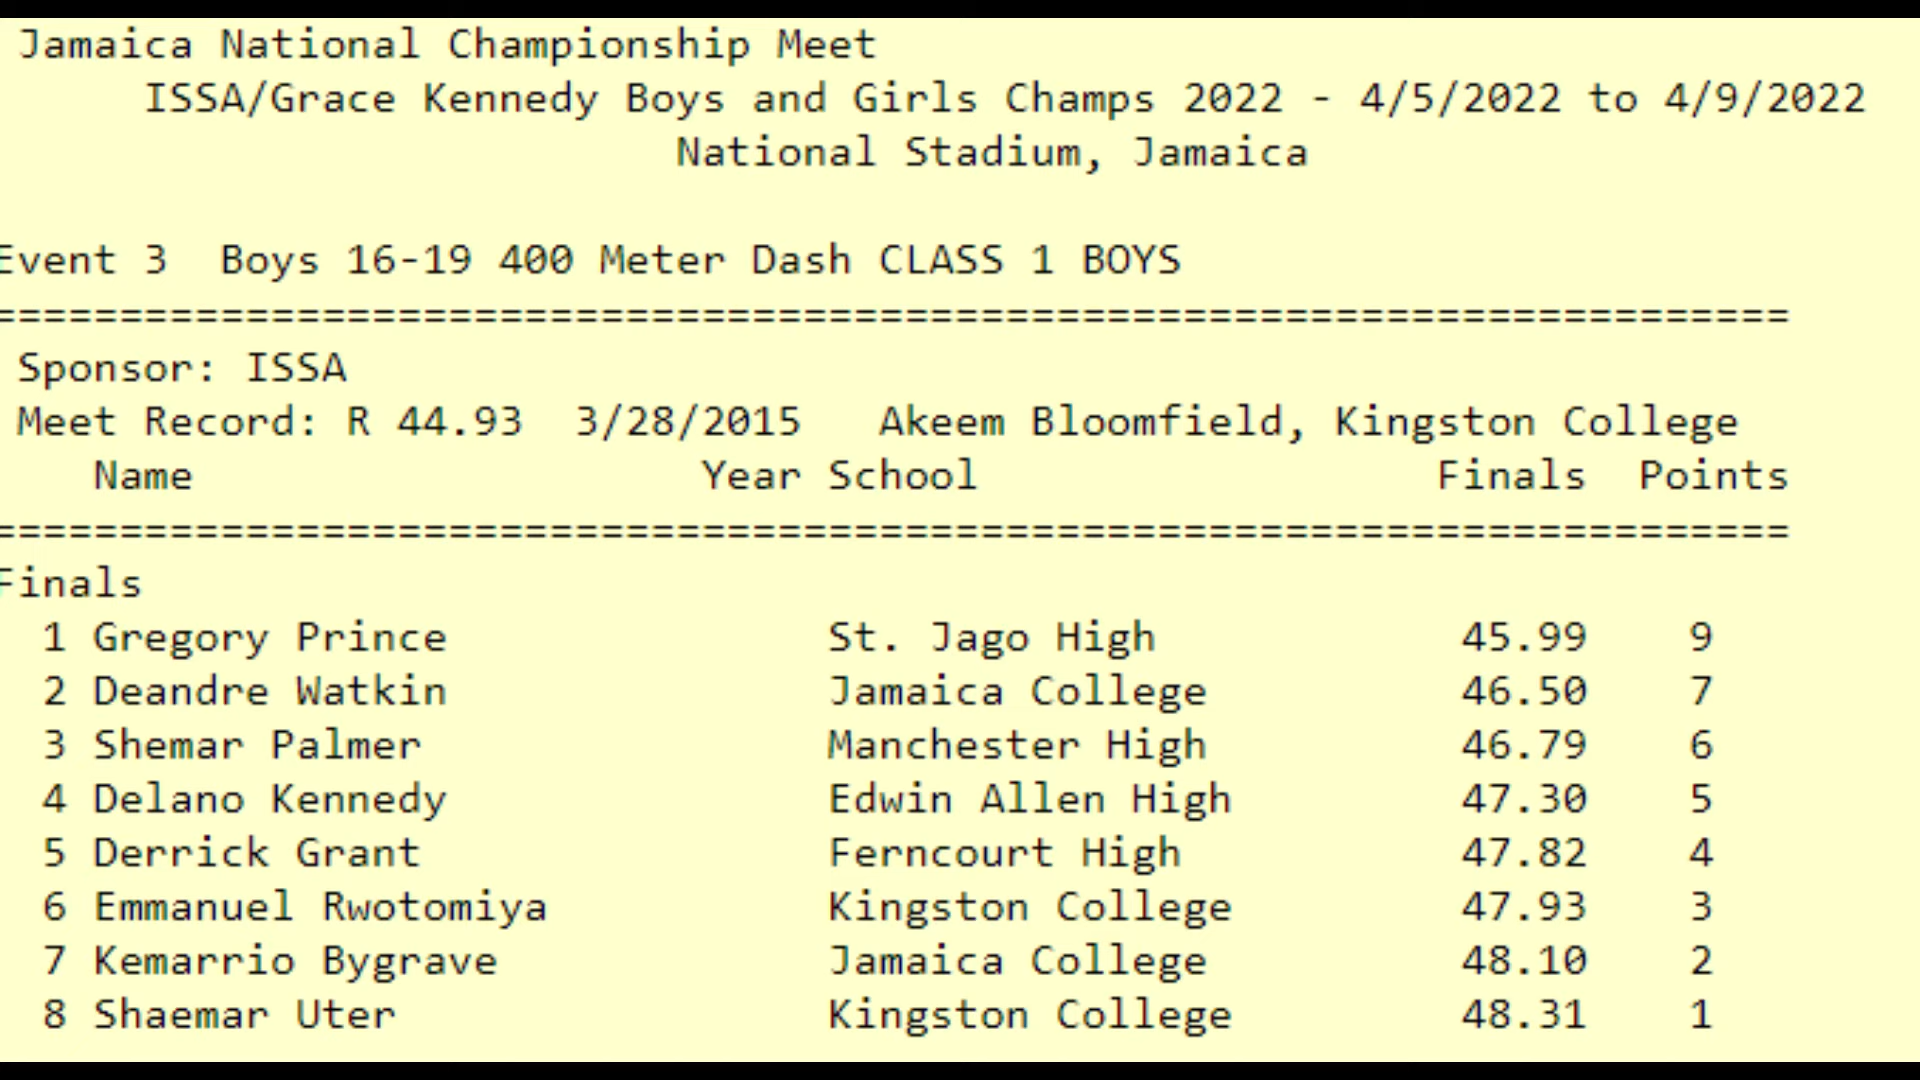 Jamaica National Championship Meet
ISSA/Grace Kennedy Boys and Girls Champs 2022 - 4/5/2022 to 4/9/2022
National Stadium, Jamaica
Event 3 Boys 16-19 400 Meter Dash CLASS 1 BOYS
===============================================================================
Sponsor: ISSA
Meet Record: R 44.93 3/28/2015 Akeem Bloomfield, Kingston College
Name Year School Finals Points
===============================================================================
Finals
1 Gregory Prince St. Jago High 45.99 9
2 Deandre Watkin Jamaica College 46.50 7
3 Shemar Palmer Manchester High 46.79 6
4 Delano Kennedy Edwin Allen High 47.30 5
5 Derrick Grant Ferncourt High 47.82 4
6 Emmanuel Rwotomiya Kingston College 47.93 3
7 Kemarrio Bygrave Jamaica College 48.10 2
8 Shaemar Uter Kingston College 48.31 1